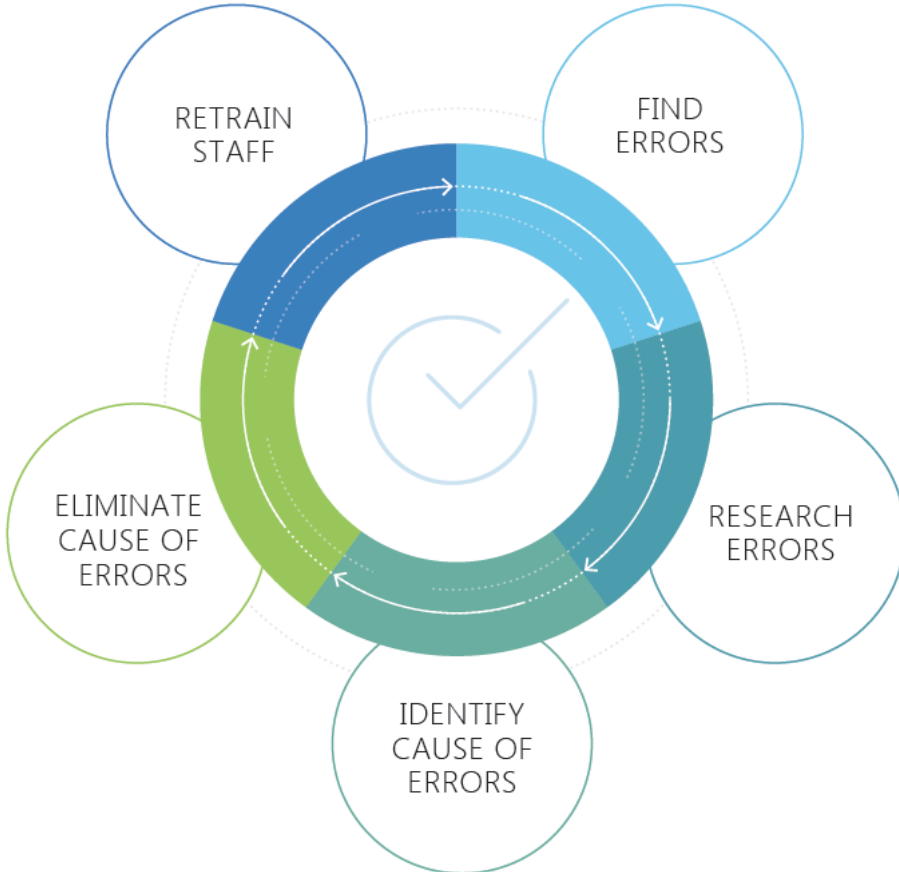 RETRAIN
STAFF
FIND
ERRORS
RESEARCH
ERRORS
IDENTIFY
CAUSE OF
ERRORS
ELIMINATE
CAUSE OF
ERRORS